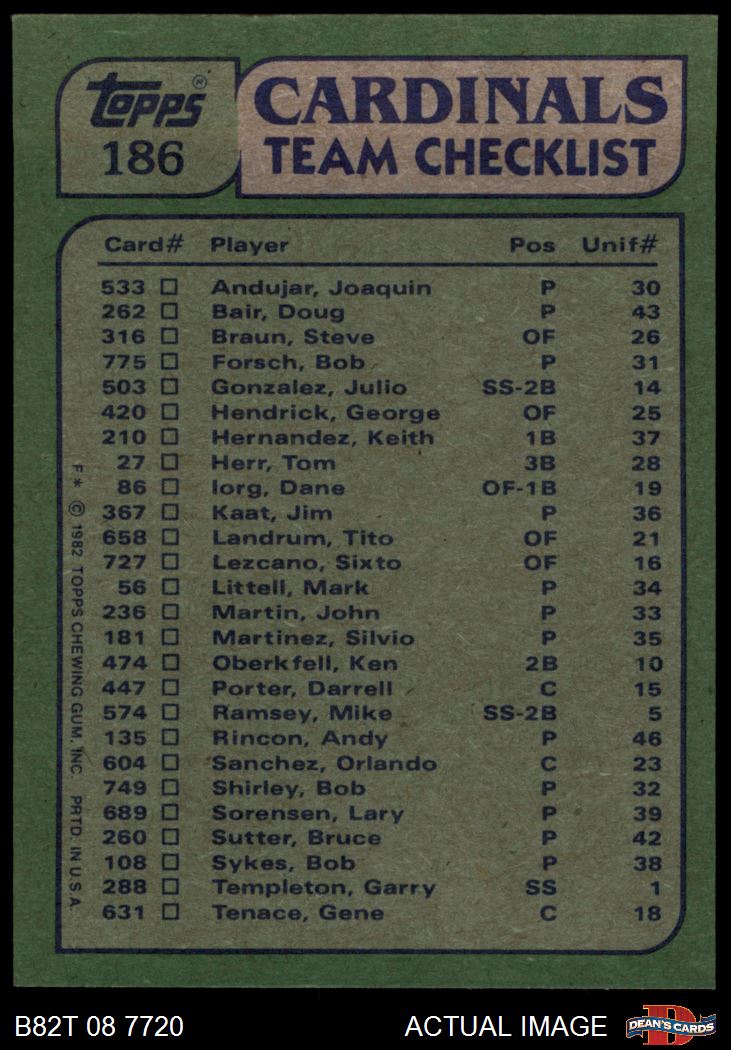 TOPPS®
186
CARDINALS
TEAM CHECKLIST
Card# Player Pos Unif#
533 Andujar, Joaquin P 30
262 Bair, Doug P 43
316 Braun, Steve OF 26
775 Forsch, Bob P 31
503 Gonzalez, Julio SS-2B 14
420 Hendrick, George OF 25
210 Hernandez, Keith 1B 37
27 Herr, Tom 3B 28
86 Iorg, Dane OF-1B 19
367 Kaat, Jim P 36
658 Landrum, Tito OF 21
727 Lezcano, Sixto OF 16
56 Littell, Mark P 34
236 Martin, John P 33
181 Martinez, Silvio P 35
474 Oberkfell, Ken 2B 10
447 Porter, Darrell C 15
574 Ramsey, Mike SS-2B 5
135 Rincon, Andy P 46
604 Sanchez, Orlando C 23
749 Shirley, Bob P 32
689 Sorensen, Lary P 39
260 Sutter, Bruce P 42
108 Sykes, Bob P 38
288 Templeton, Garry SS 1
631 Tenace, Gene C 18
F* © 1982 TOPPS CHEWING GUM, INC. PRTD. IN U.S.A.
B82T 08 7720
ACTUAL IMAGE
D
DEAN'S CARDS